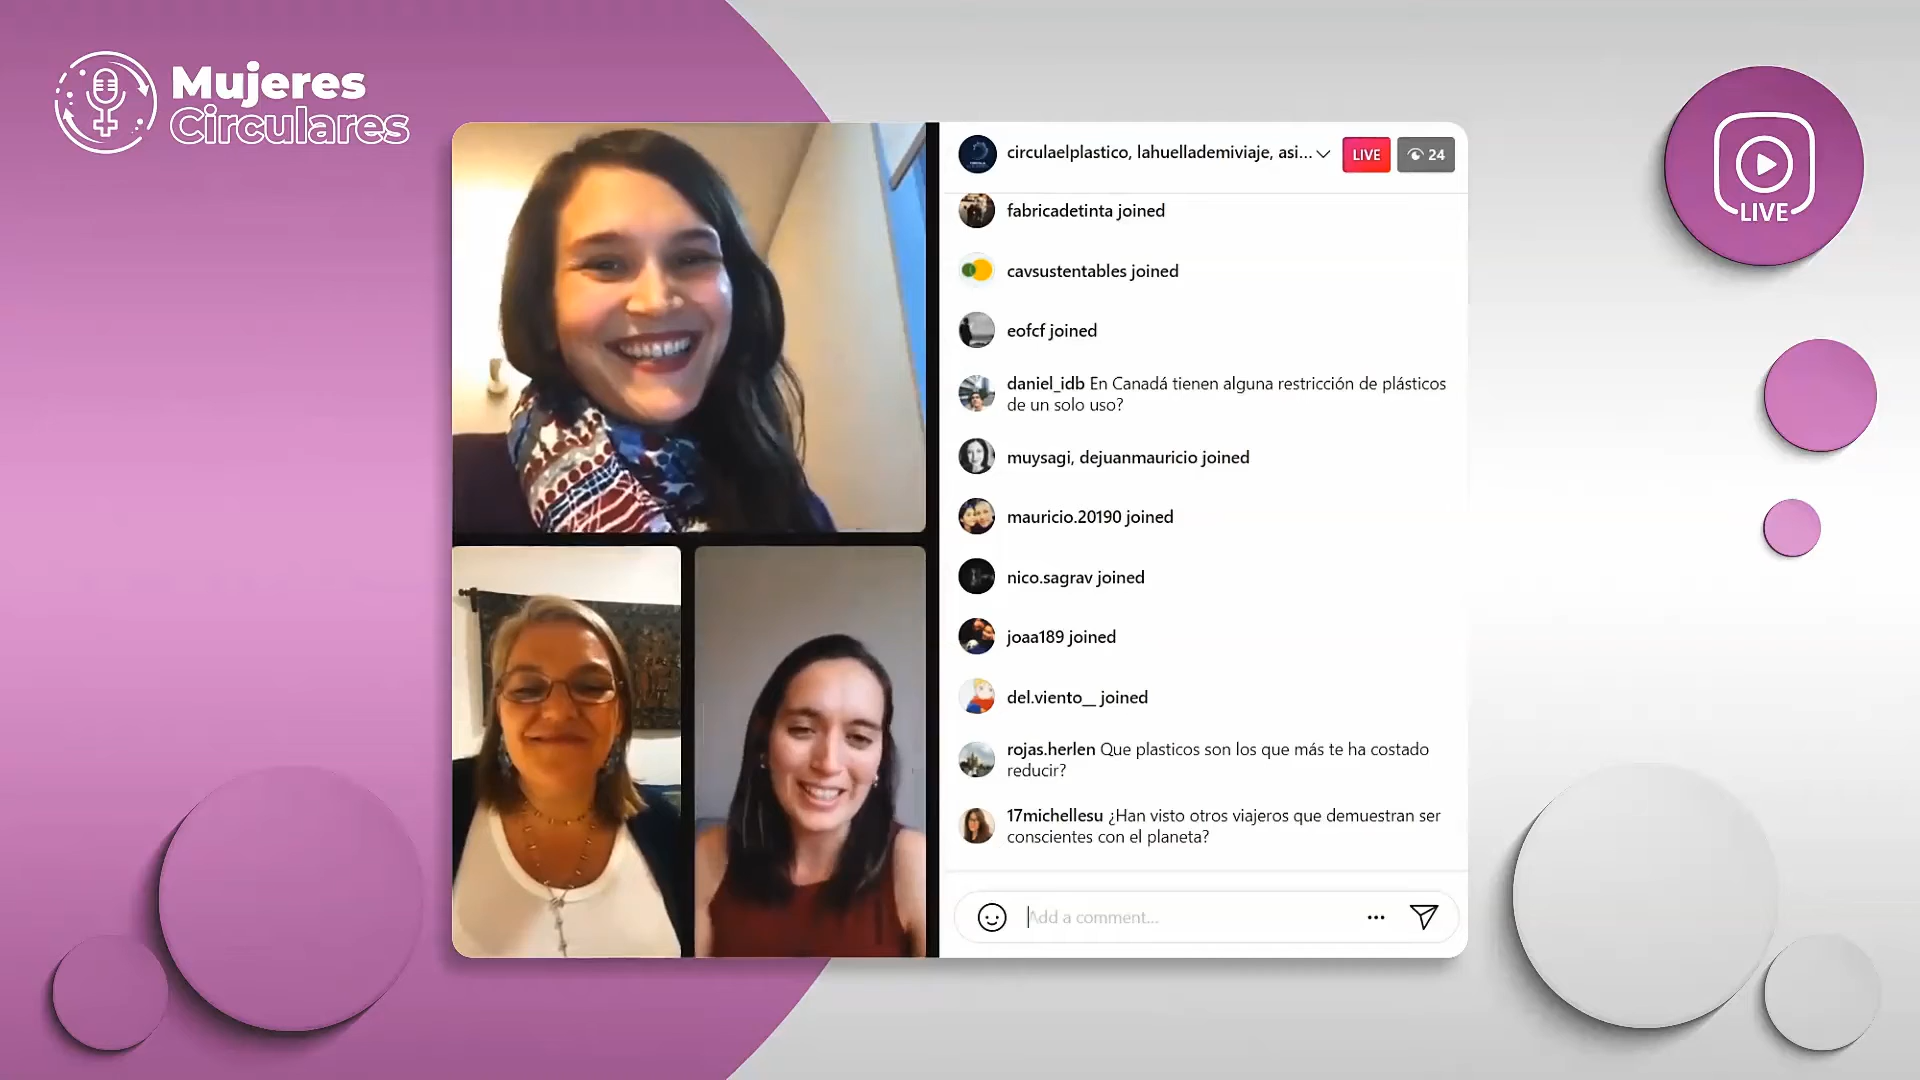 Mujeres
Circulares
circulaelplastico, lahuellademiviaje, asi...
LIVE
24
fabricadetinta joined
cavsustentables joined
eofcf joined
daniel_idb En Canadá tienen alguna restricción de plásticos
de un solo uso?
muysagi, dejuanmauricio joined
mauricio.20190 joined
nico.sagrav joined
joaa189 joined
del.viento__ joined
rojas.herlen Que plasticos son los que más te ha costado
reducir?
17michellesu ¿Han visto otros viajeros que demuestran ser
conscientes con el planeta?
Add a comment...
LIVE